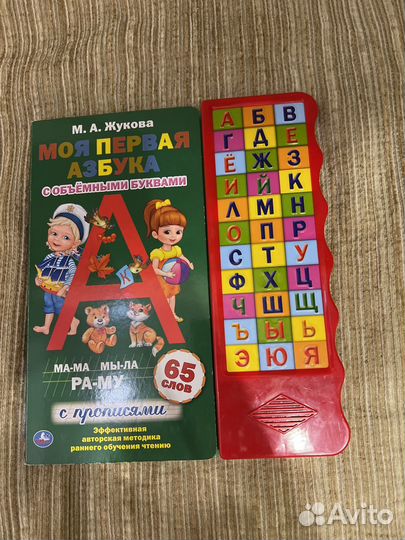 М. А. Жукова
МОЯ ПЕРВАЯ
АЗБУКА
С ОБЪЁМНЫМИ БУКВАМИ
А
МА-МА МЫ-ЛА
РА-МУ
65
СЛОВ
с прописями
Эффективная
авторская методика
раннего обучения чтению
А Б В
Г Д Е
Ё Ж З
И Й К
Л М Н
О П Р
С Т У
Ф Х Ц
Ч Ш Щ
Ъ Ы Ь
Э Ю Я
Avito